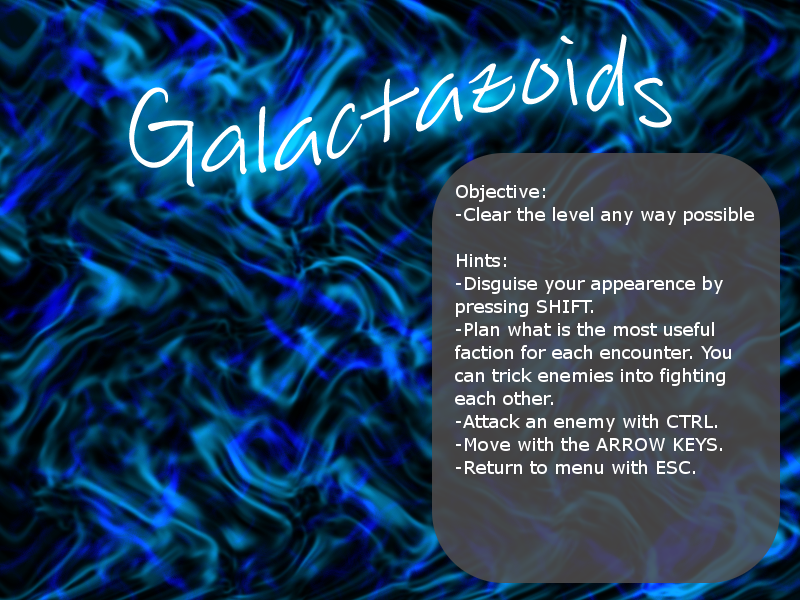 Galactazoids
Objective:
-Clear the level any way possible
Hints:
-Disguise your appearence by
pressing SHIFT.
-Plan what is the most useful
faction for each encounter. You
can trick enemies into fighting
each other.
-Attack an enemy with CTRL.
-Move with the ARROW KEYS.
-Return to menu with ESC.